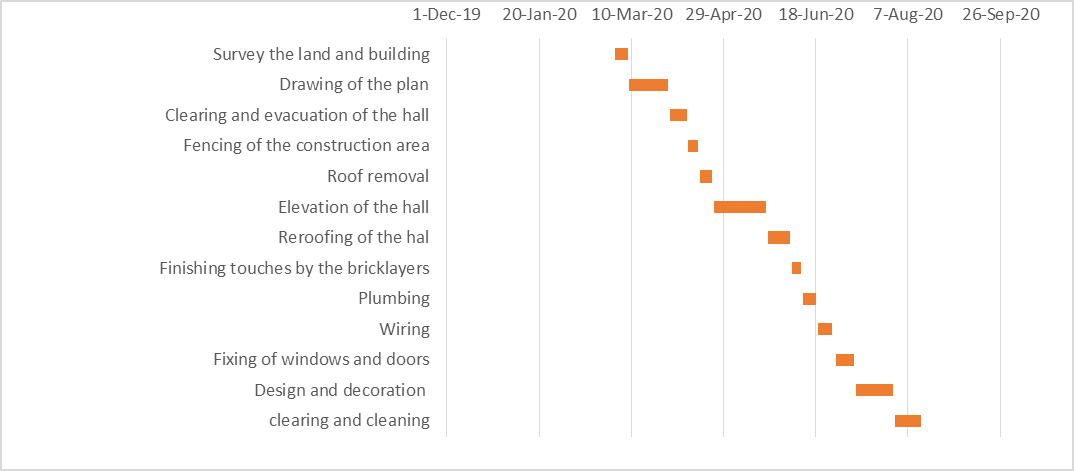 1-Dec-19 20-Jan-20 10-Mar-20 29-Apr-20 18-Jun-20 7-Aug-20 26-Sep-20
Survey the land and building
Drawing of the plan
Clearing and evacuation of the hall
Fencing of the construction area
Roof removal
Elevation of the hall
Reroofing of the hal
Finishing touches by the bricklayers
Plumbing
Wiring
Fixing of windows and doors
Design and decoration
clearing and cleaning